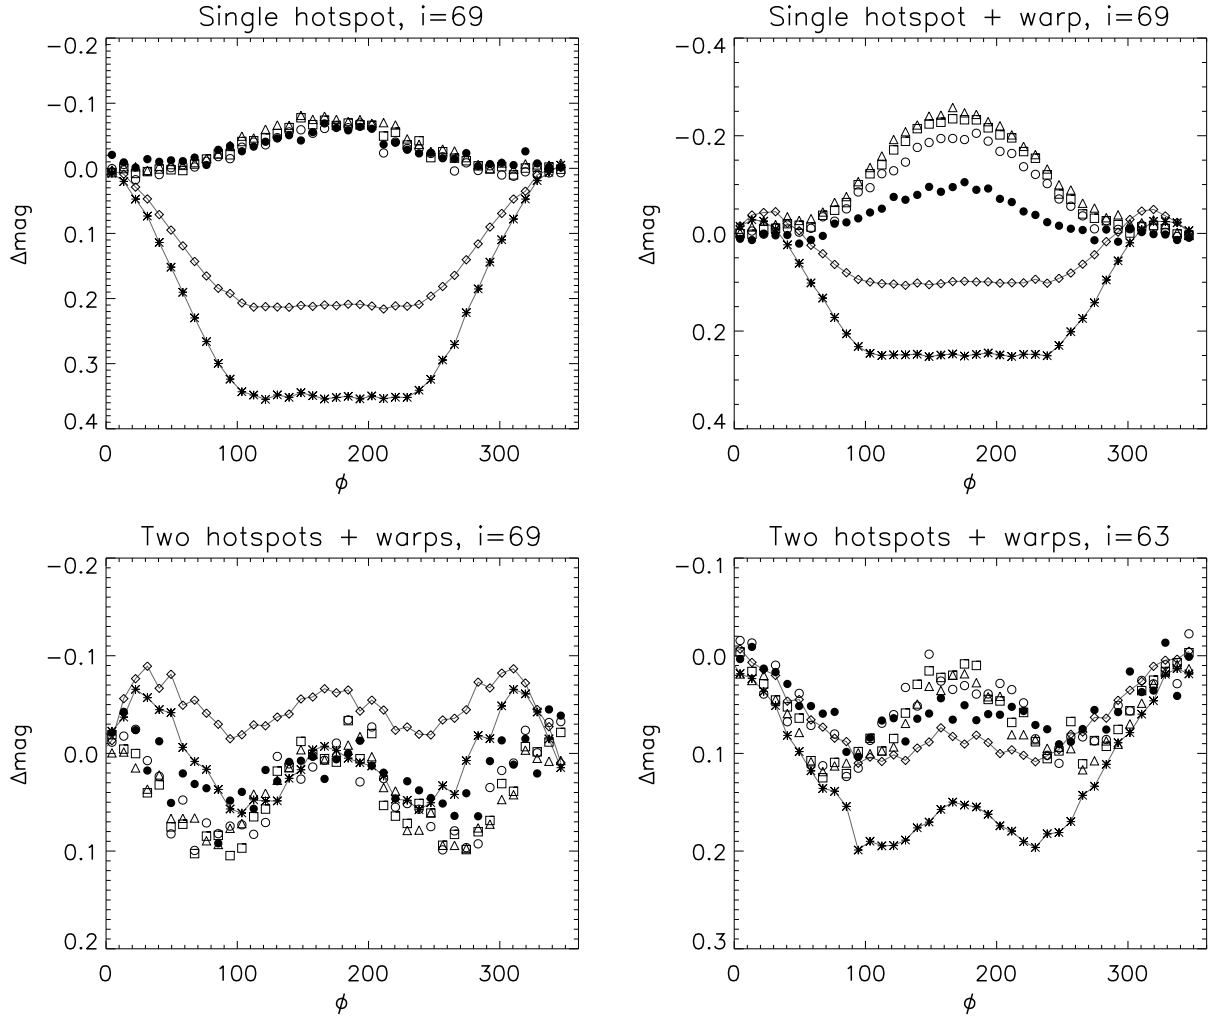 Single hotspot, i=69
−0.2
−0.1
0.0
0.1
0.2
0.3
0.4
Δmag
0 100 200 300
ϕ
Single hotspot + warp, i=69
−0.4
−0.2
0.0
0.2
0.4
Δmag
0 100 200 300
ϕ
Two hotspots + warps, i=69
−0.2
−0.1
0.0
0.1
0.2
Δmag
0 100 200 300
ϕ
Two hotspots + warps, i=63
−0.1
0.0
0.1
0.2
0.3
Δmag
0 100 200 300
ϕ